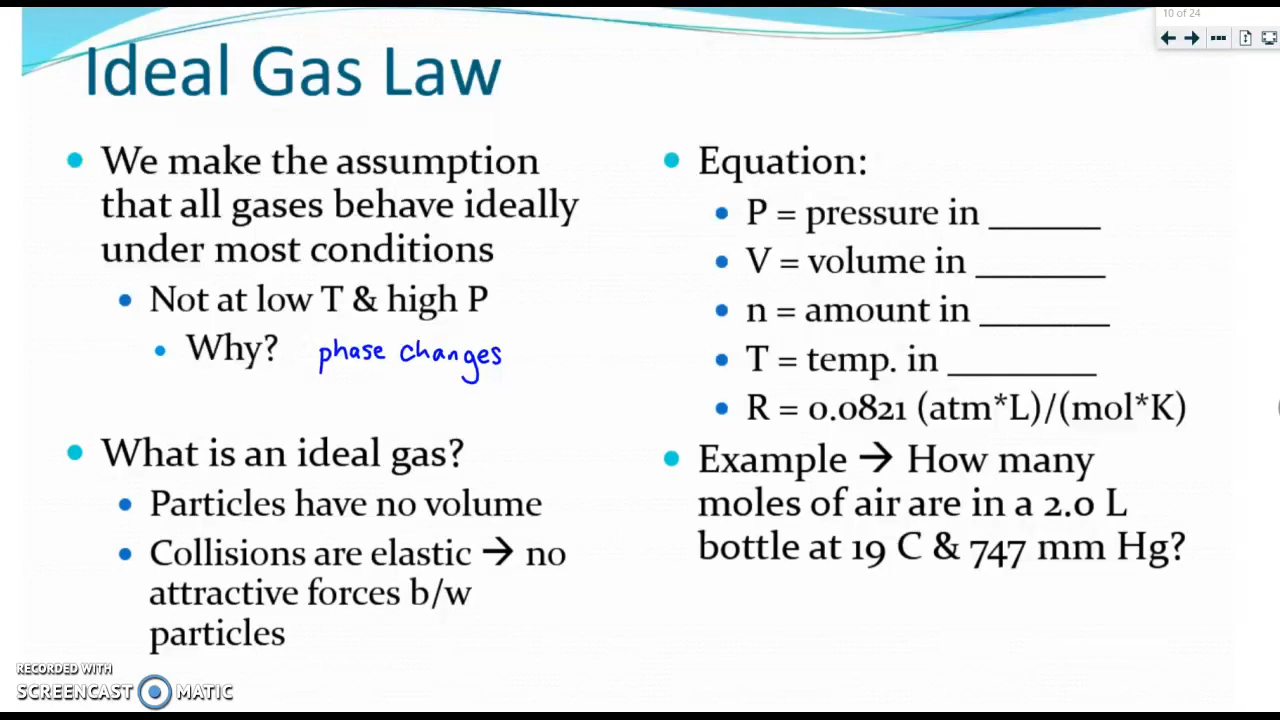 10 of 24
Ideal Gas Law
• We make the assumption
that all gases behave ideally
under most conditions
• Not at low T & high P
• Why? phase changes
• What is an ideal gas?
• Particles have no volume
• Collisions are elastic → no
attractive forces b/w
particles
• Equation:
• P = pressure in ______
• V = volume in _______
• n = amount in _______
• T = temp. in ________
• R = 0.0821 (atm*L)/(mol*K)
• Example → How many
moles of air are in a 2.0 L
bottle at 19 C & 747 mm Hg?
RECORDED WITH
SCREENCAST MATIC